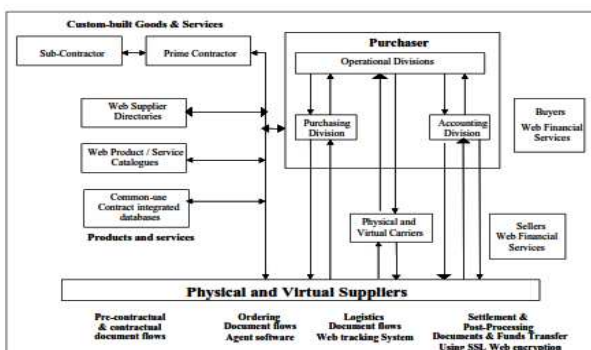 Custom-built Goods & Services
Sub-Contractor
Prime Contractor
Purchaser
Operational Divisions
Web Supplier
Directories
Purchasing
Division
Accounting
Division
Buyers
Web Financial
Services
Web Product / Service
Catalogues
Common-use
Contract integrated
databases
Products and services
Physical and
Virtual Carriers
Sellers
Web Financial
Services
Physical and Virtual Suppliers
Pre-contractual
& contractual
document flows
Ordering
Document flows
Agent software
Logistics
Document flows
Web tracking System
Settlement &
Post-Processing
Documents & Funds Transfer
Using SSL Web encryption